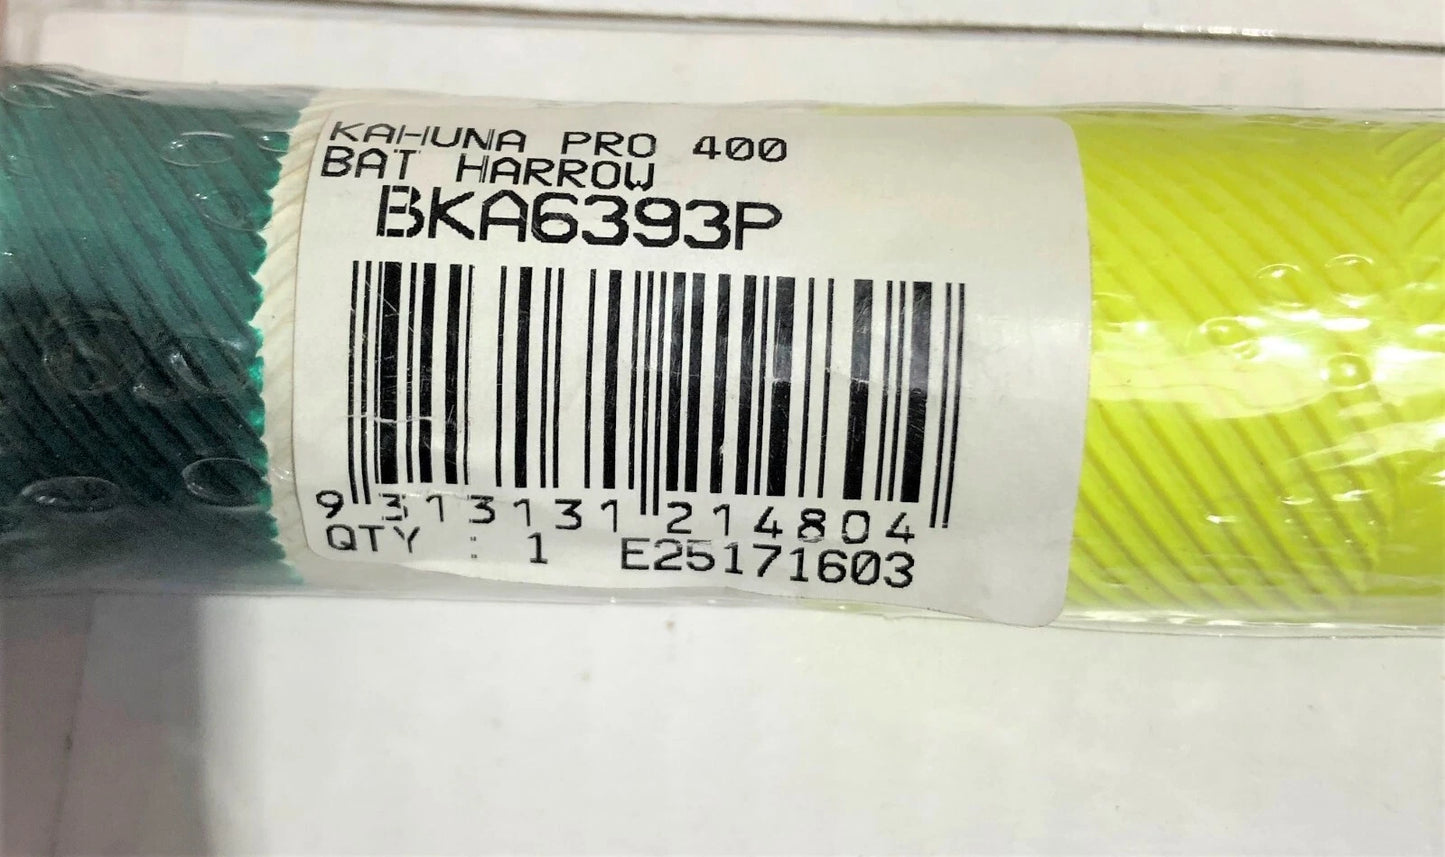 KAHUNA PRO 400
BAT HARROW
BKA6393P
9 313131 214804
QTY : 1 E25171603